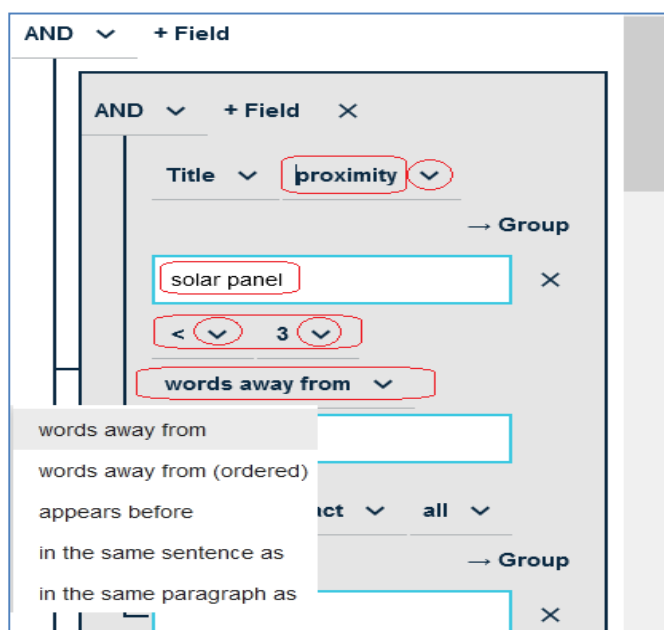 AND + Field
AND + Field ×
Title proximity
→ Group
solar panel ×
< 3
words away from
words away from
words away from (ordered)
appears before
act all
in the same sentence as
→ Group
in the same paragraph as
×